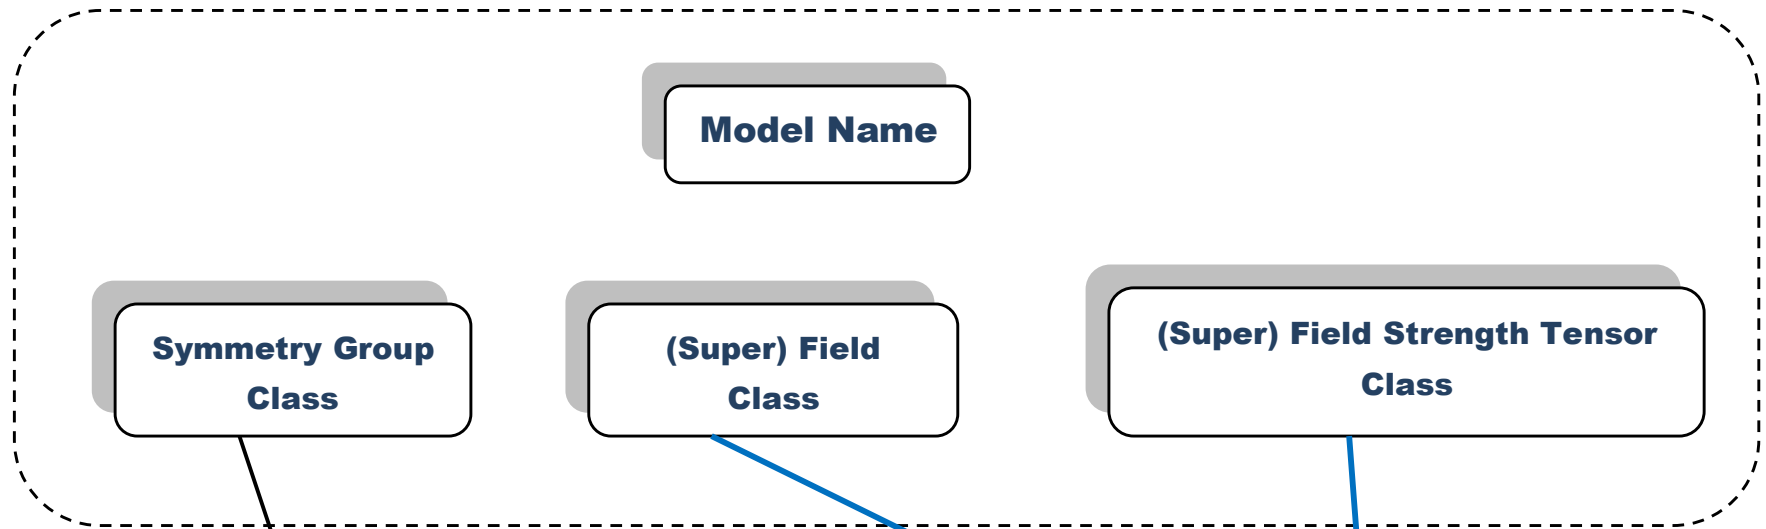 Model Name
Symmetry Group
Class
(Super) Field
Class
(Super) Field Strength Tensor
Class